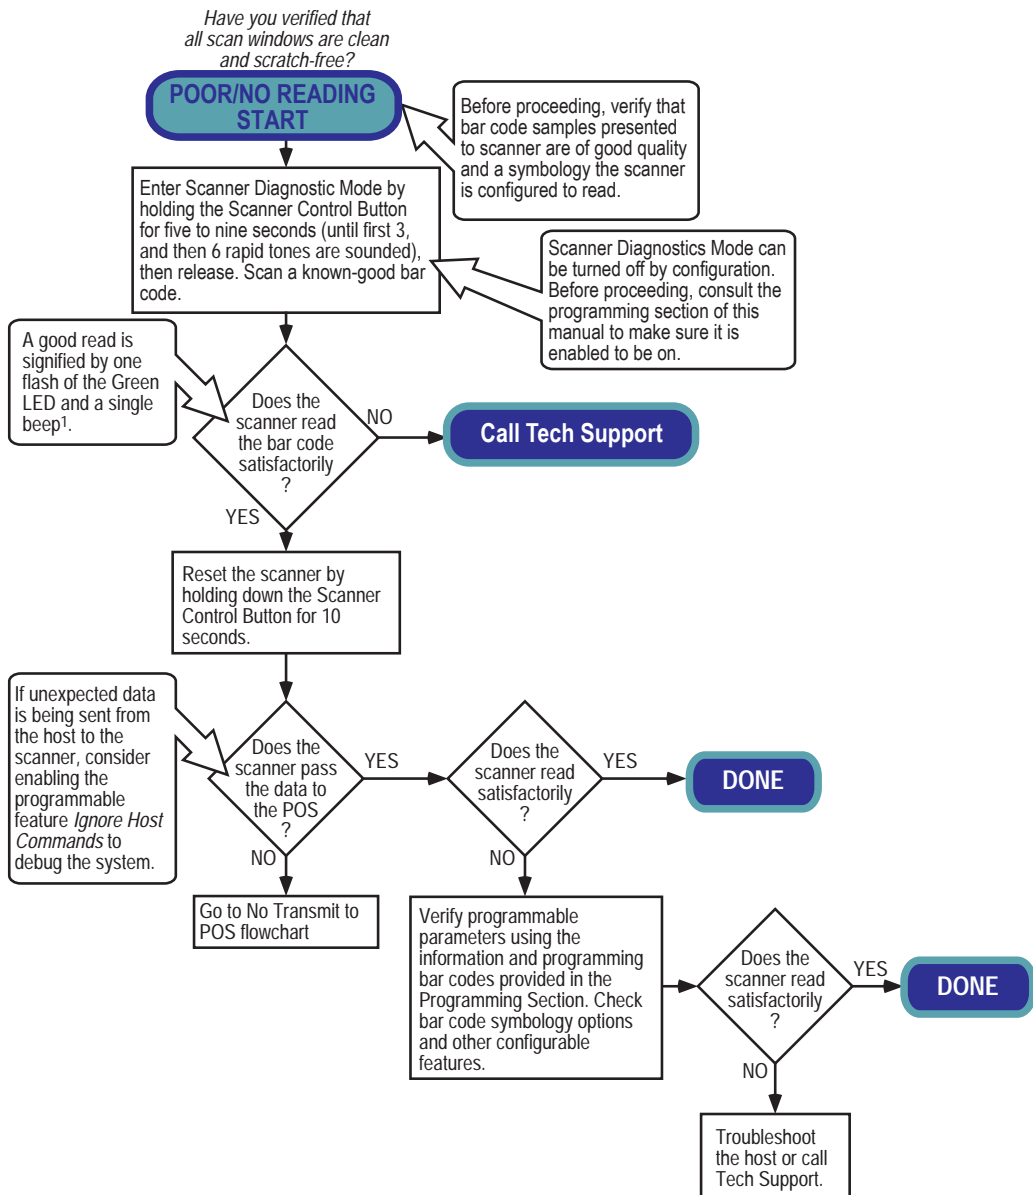 Have you verified that
all scan windows are clean
and scratch-free?
POOR/NO READING
START
Before proceeding, verify that
bar code samples presented
to scanner are of good quality
and a symbology the scanner
is configured to read.
Enter Scanner Diagnostic Mode by
holding the Scanner Control Button
for five to nine seconds (until first 3,
and then 6 rapid tones are sounded),
then release. Scan a known-good bar
code.
Scanner Diagnostics Mode can
be turned off by configuration.
Before proceeding, consult the
programming section of this
manual to make sure it is
enabled to be on.
A good read is
signified by one
flash of the Green
LED and a single
beep¹.
Does the
scanner read
the bar code
satisfactorily
?
NO
Call Tech Support
YES
Reset the scanner by
holding down the Scanner
Control Button for 10
seconds.
If unexpected data
is being sent from
the host to the
scanner, consider
enabling the
programmable
feature Ignore Host
Commands to
debug the system.
Does the
scanner pass
the data to
the POS
?
YES
Does the
scanner read
satisfactorily
?
YES
DONE
NO
Go to No Transmit to
POS flowchart
NO
Verify programmable
parameters using the
information and programming
bar codes provided in the
Programming Section. Check
bar code symbology options
and other configurable
features.
Does the
scanner read
satisfactorily
?
YES
DONE
NO
Troubleshoot
the host or call
Tech Support.